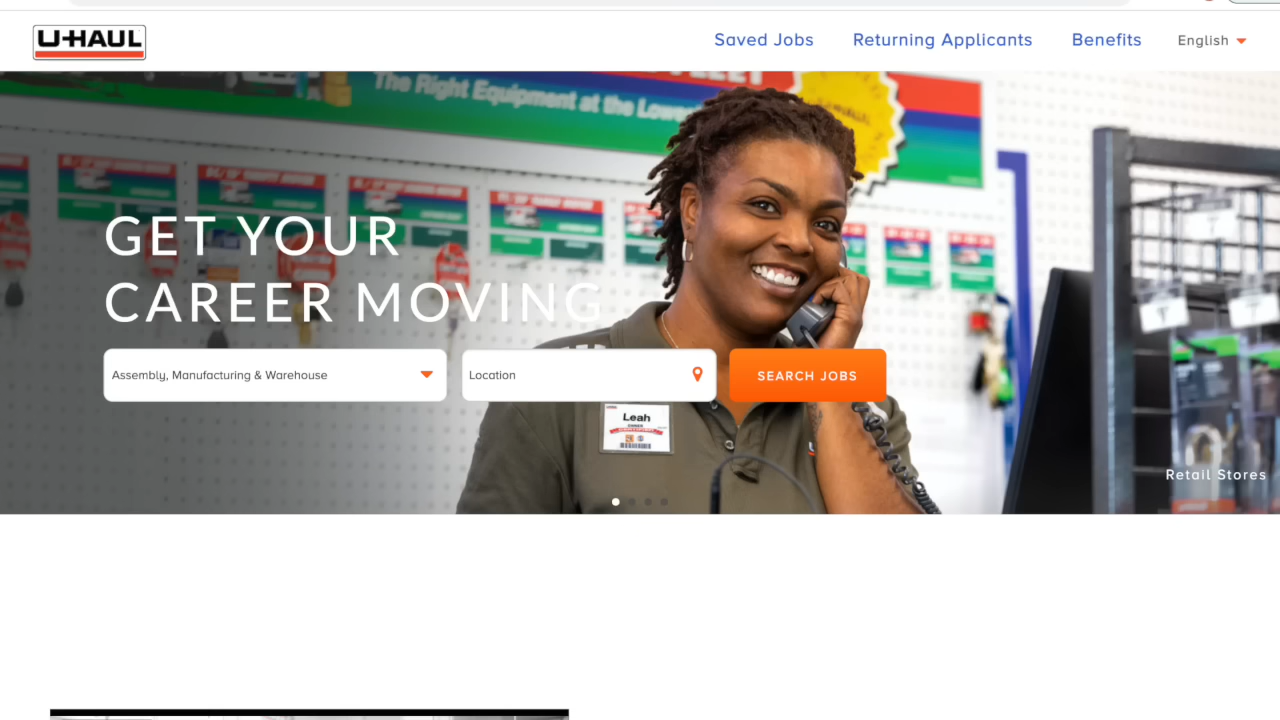 U-HAUL
Saved Jobs
Returning Applicants
Benefits
English
The Right Equipment at the Lowe
GET YOUR
CAREER MOVING
Assembly, Manufacturing & Warehouse
Location
SEARCH JOBS
Leah
Retail Stores